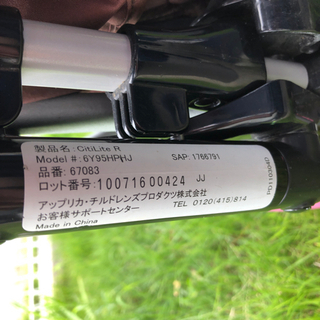 製品名:CitiLite R
Model #:6Y95HPHJ SAP: 1766791
品番: 67083
ロット番号:10071600424 JJ
アップリカ・チルドレンズプロダクツ株式会社
お客様サポートセンター TEL 0120(415)814
Made in China